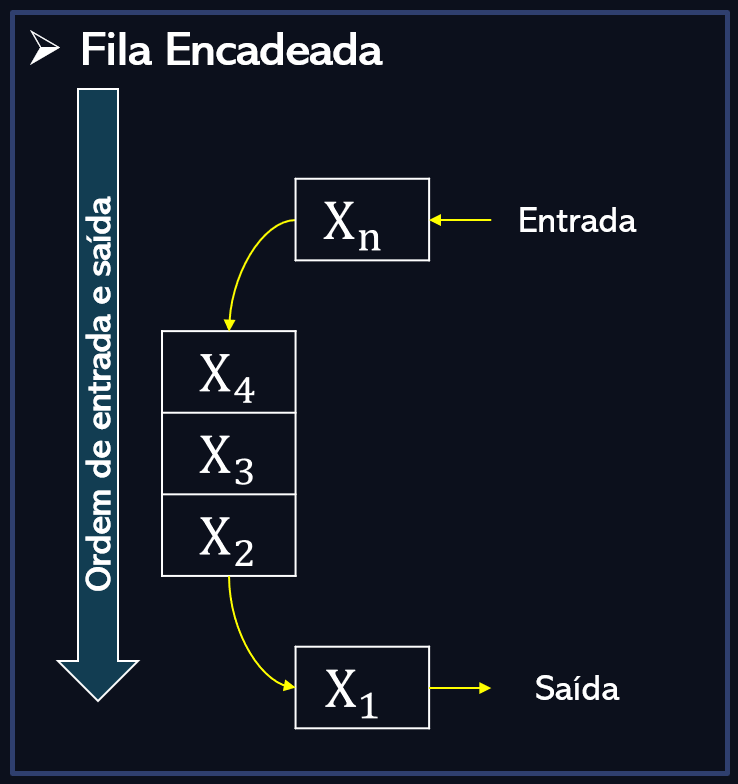 ➢ Fila Encadeada
Ordem de entrada e saída
Xₙ
Entrada
X₄
X₃
X₂
X₁
Saída